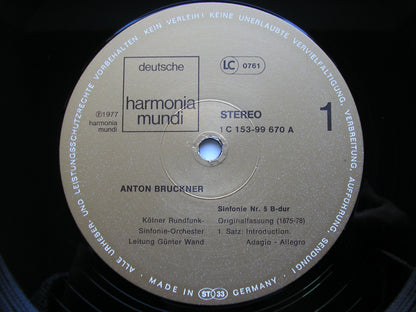 ALLE URHEBER- UND LEISTUNGSSCHUTZRECHTE VORBEHALTEN KEIN VERLEIH! KEINE UNERLAUBTE VERVIELFÄLTIGUNG, VERBREITUNG, AUFFÜHRUNG, SENDUNG!
deutsche
harmonia
mundi
LC 0761
℗1977
harmonia
mundi
STEREO
1C 153-99 670 A
1
ANTON BRUCKNER
Sinfonie Nr. 5 B-dur
Kölner Rundfunk-
Sinfonie-Orchester
Leitung Günter Wand
Originalfassung (1875-78)
1. Satz: Introduction.
Adagio - Allegro
MADE IN GERMANY
ST 33